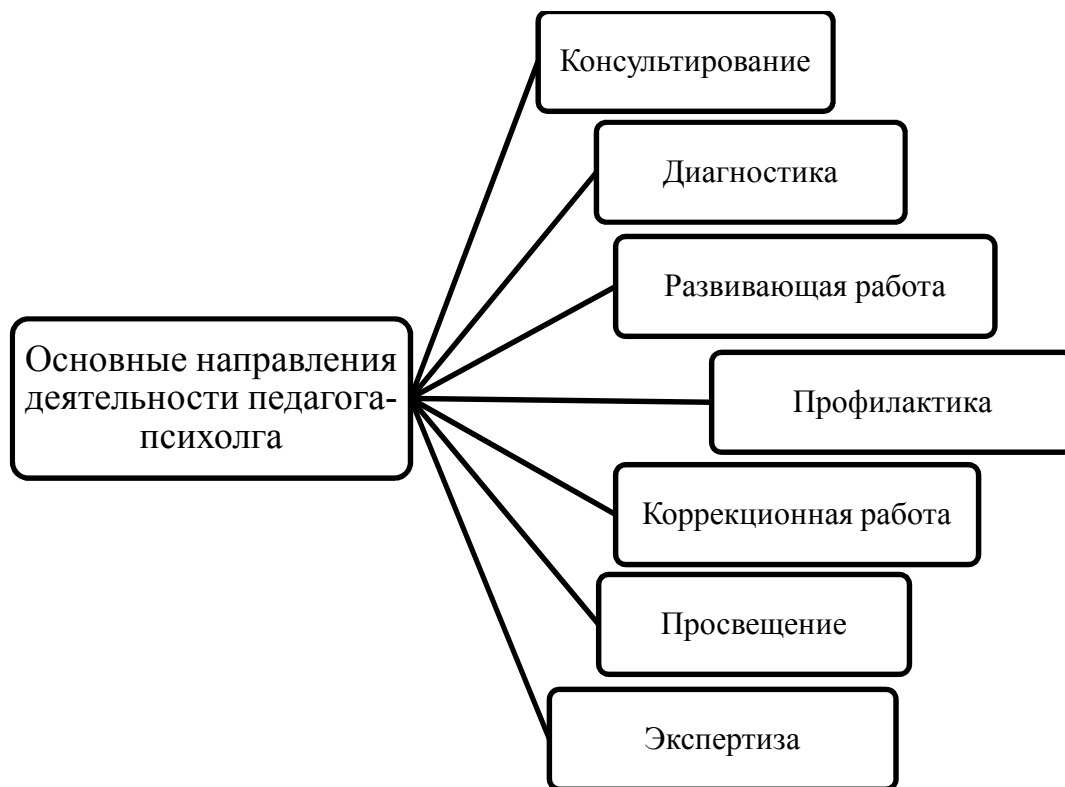 Консультирование
Диагностика
Развивающая работа
Основные направления
деятельности педагога-
психолга
Профилактика
Коррекционная работа
Просвещение
Экспертиза